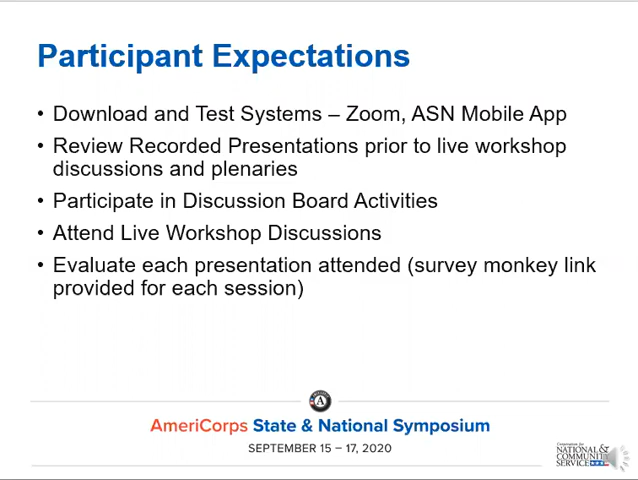 Participant Expectations
• Download and Test Systems – Zoom, ASN Mobile App
• Review Recorded Presentations prior to live workshop
discussions and plenaries
• Participate in Discussion Board Activities
• Attend Live Workshop Discussions
• Evaluate each presentation attended (survey monkey link
provided for each session)
A
AmeriCorps State & National Symposium
SEPTEMBER 15 – 17, 2020
Corporation for
NATIONAL &
COMMUNITY
SERVICE